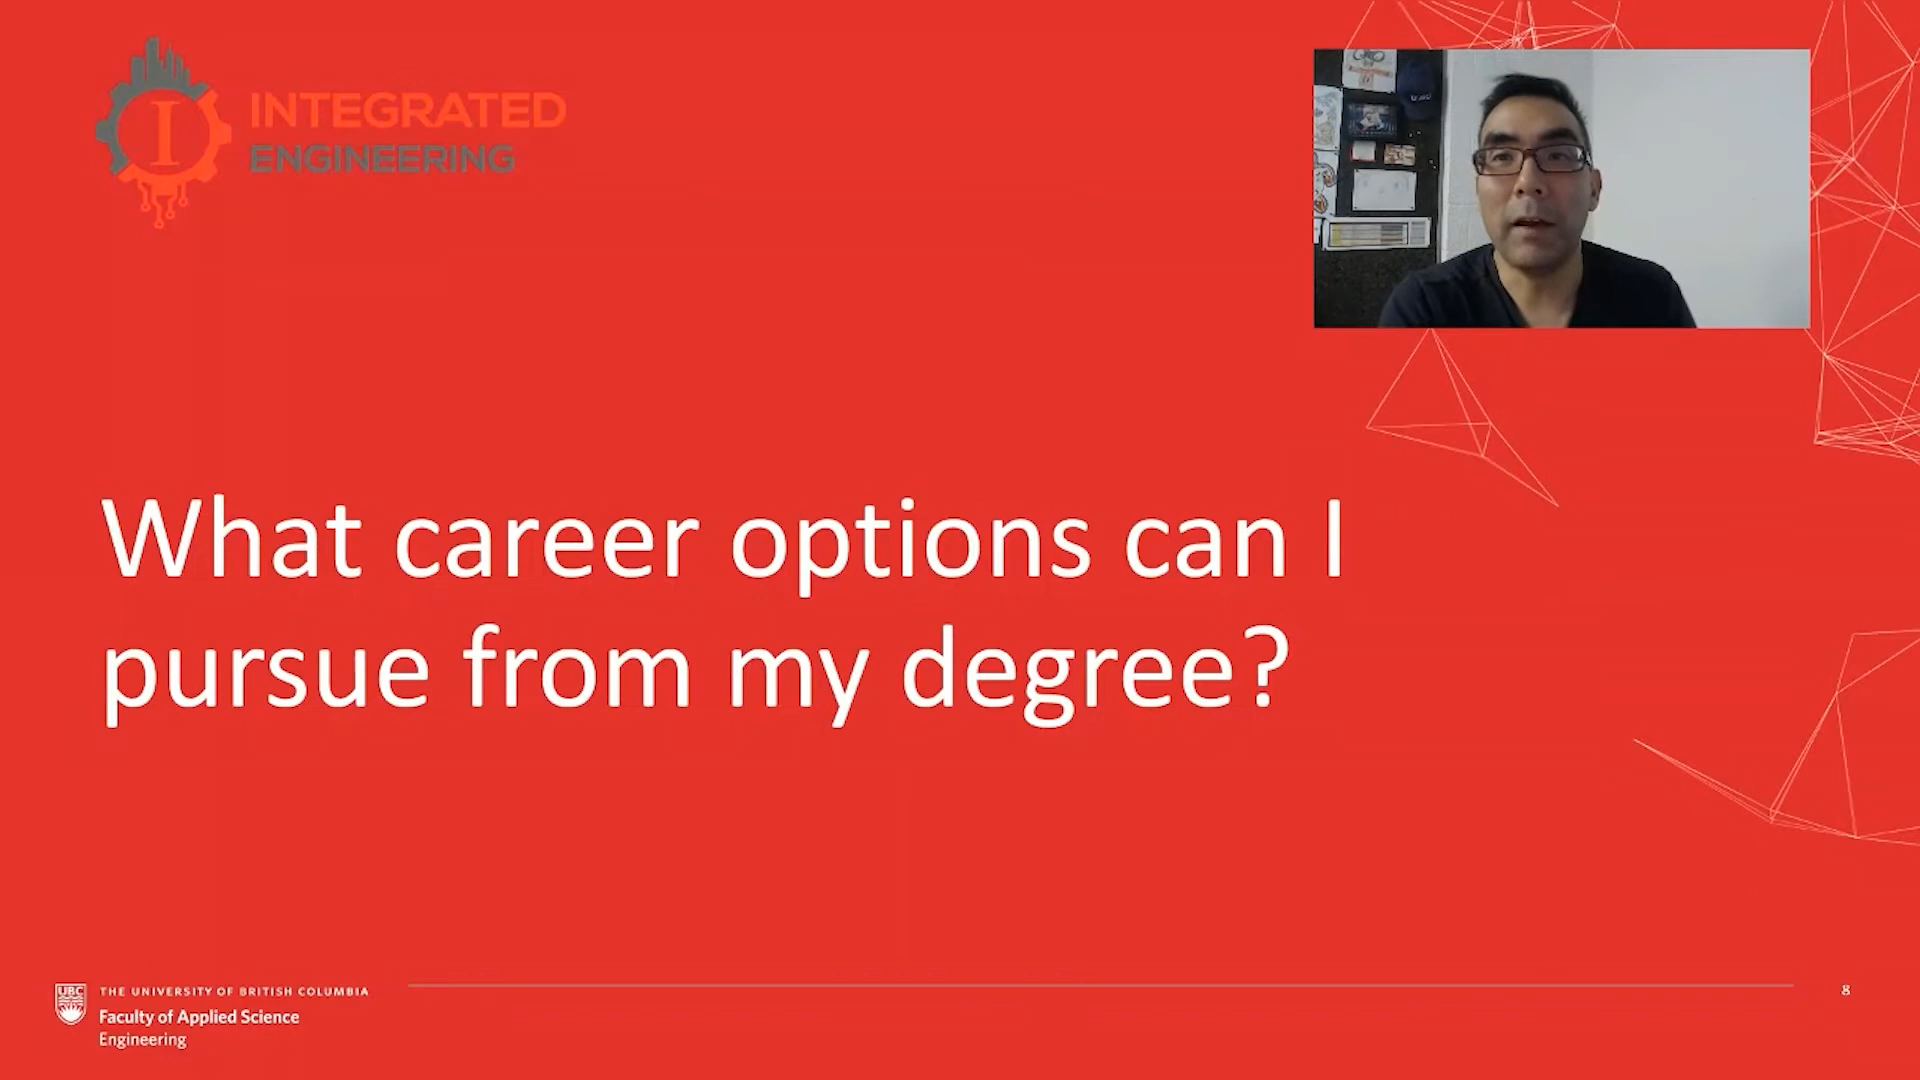 I
INTEGRATED
ENGINEERING
What career options can I
pursue from my degree?
UBC
THE UNIVERSITY OF BRITISH COLUMBIA
Faculty of Applied Science
Engineering
8